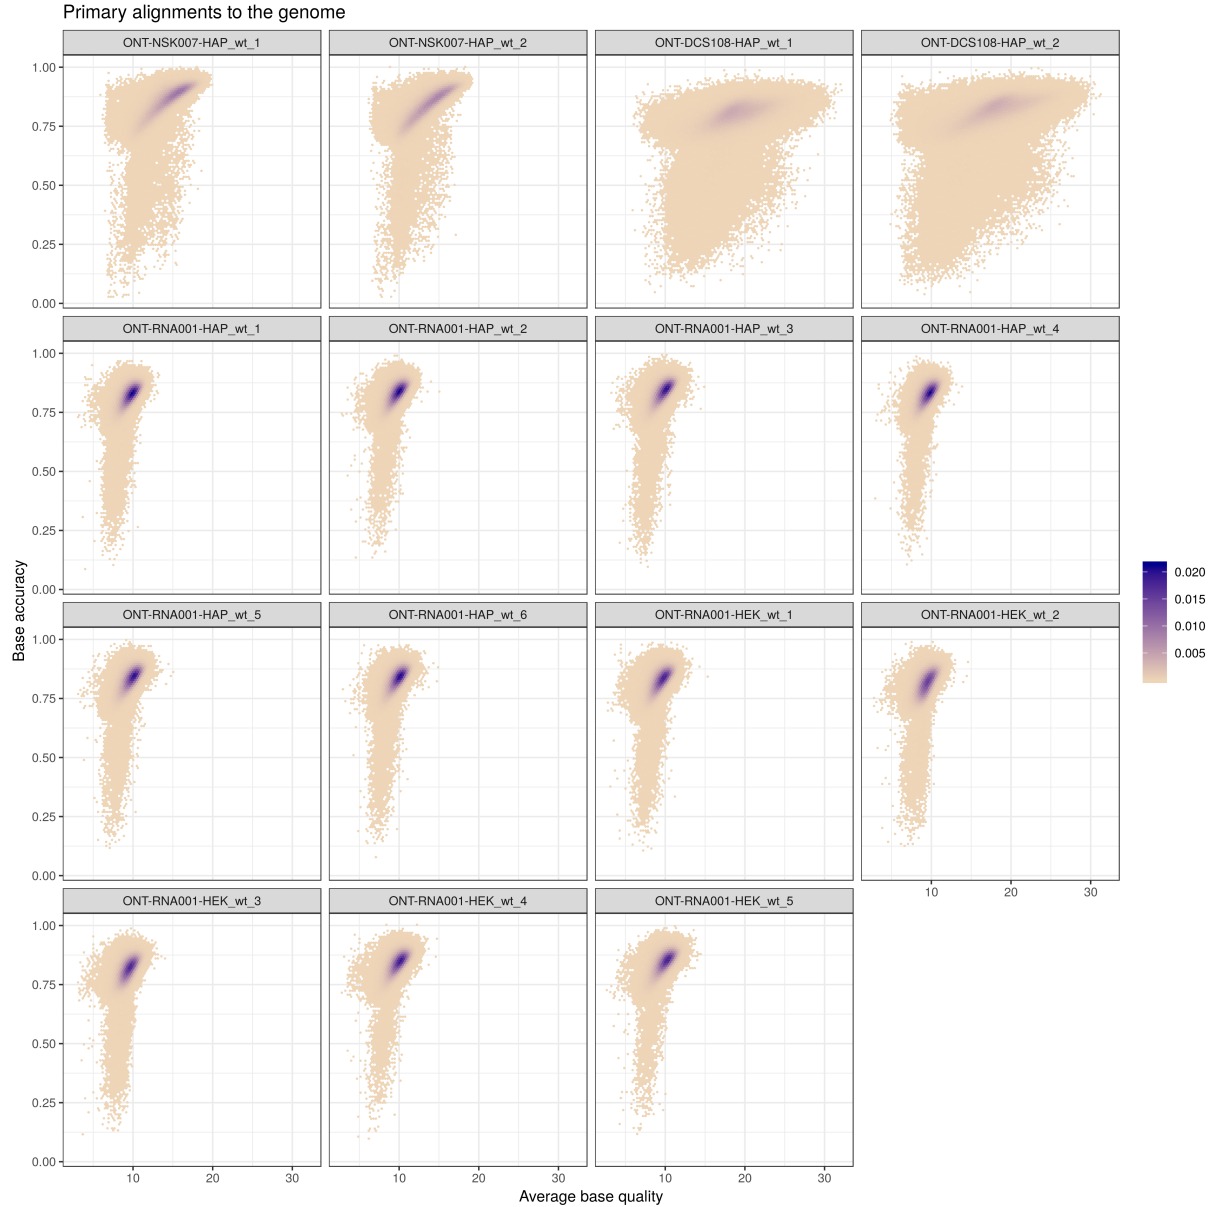 Primary alignments to the genome
ONT-NSK007-HAP_wt_1 ONT-NSK007-HAP_wt_2 ONT-DCS108-HAP_wt_1 ONT-DCS108-HAP_wt_2
1.00
0.75
0.50
0.25
0.00
ONT-RNA001-HAP_wt_1 ONT-RNA001-HAP_wt_2 ONT-RNA001-HAP_wt_3 ONT-RNA001-HAP_wt_4
1.00
0.75
0.50
0.25
0.00
Base accuracy
ONT-RNA001-HAP_wt_5 ONT-RNA001-HAP_wt_6 ONT-RNA001-HEK_wt_1 ONT-RNA001-HEK_wt_2
1.00
0.75
0.50
0.25
0.00
10 20 30
0.020
0.015
0.010
0.005
ONT-RNA001-HEK_wt_3 ONT-RNA001-HEK_wt_4 ONT-RNA001-HEK_wt_5
1.00
0.75
0.50
0.25
0.00
10 20 30 10 20 30 10 20 30
Average base quality